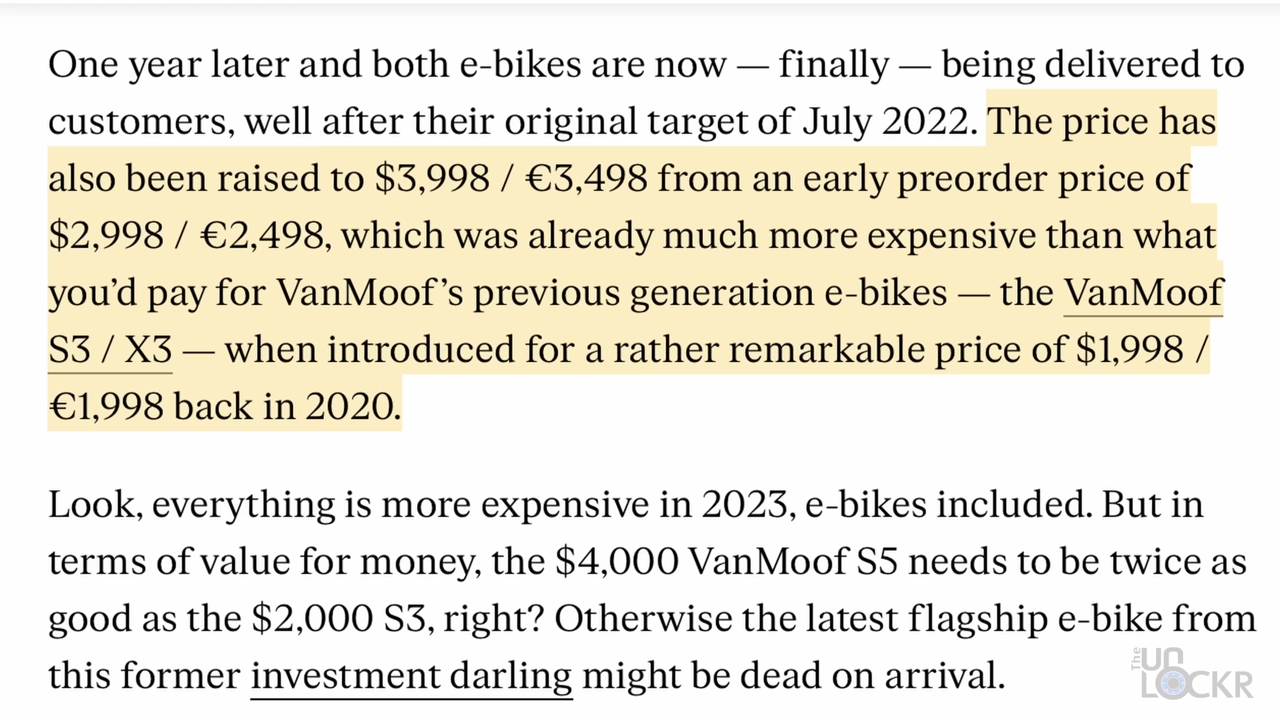 One year later and both e-bikes are now — finally — being delivered to
customers, well after their original target of July 2022. The price has
also been raised to $3,998 / €3,498 from an early preorder price of
$2,998 / €2,498, which was already much more expensive than what
you’d pay for VanMoof’s previous generation e-bikes — the VanMoof
S3 / X3 — when introduced for a rather remarkable price of $1,998 /
€1,998 back in 2020.
Look, everything is more expensive in 2023, e-bikes included. But in
terms of value for money, the $4,000 VanMoof S5 needs to be twice as
good as the $2,000 S3, right? Otherwise the latest flagship e-bike from
this former investment darling might be dead on arrival.
The UN
LOCKR